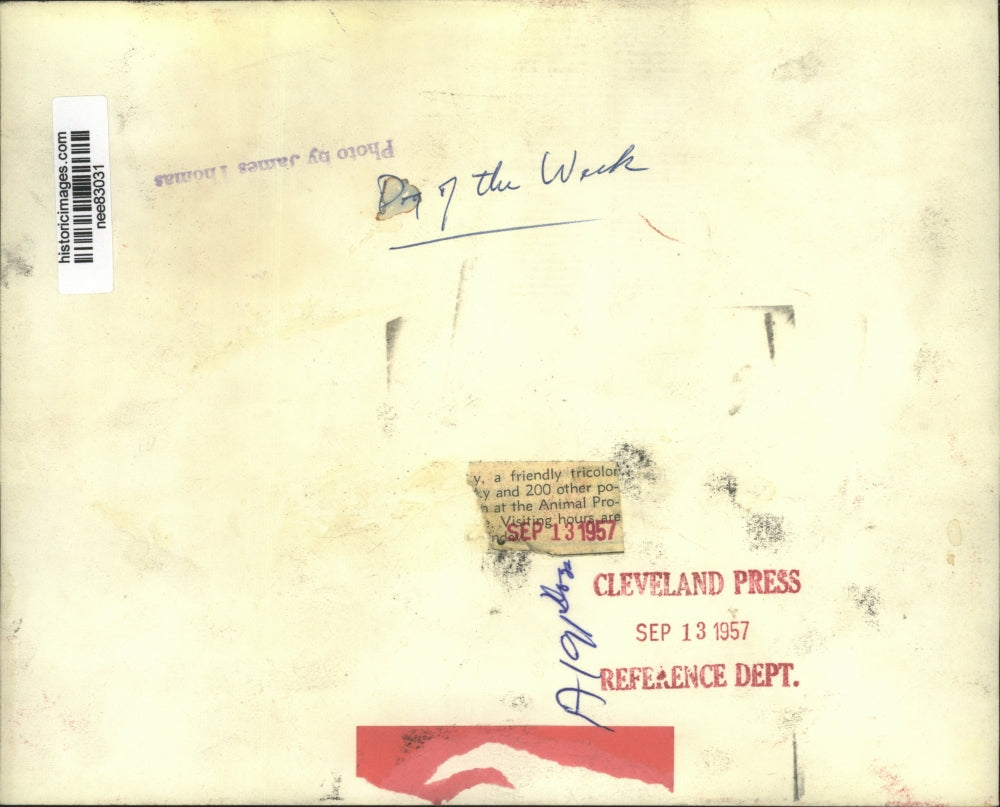 historicimages.com
nee83031
Photo by James Thomas
Dog of the Week
y, a friendly tricolor
ky and 200 other po-
n at the Animal Pro-
Visiting hours are
SEP 13 1957
CLEVELAND PRESS
SEP 13 1957
REFERENCE DEPT.